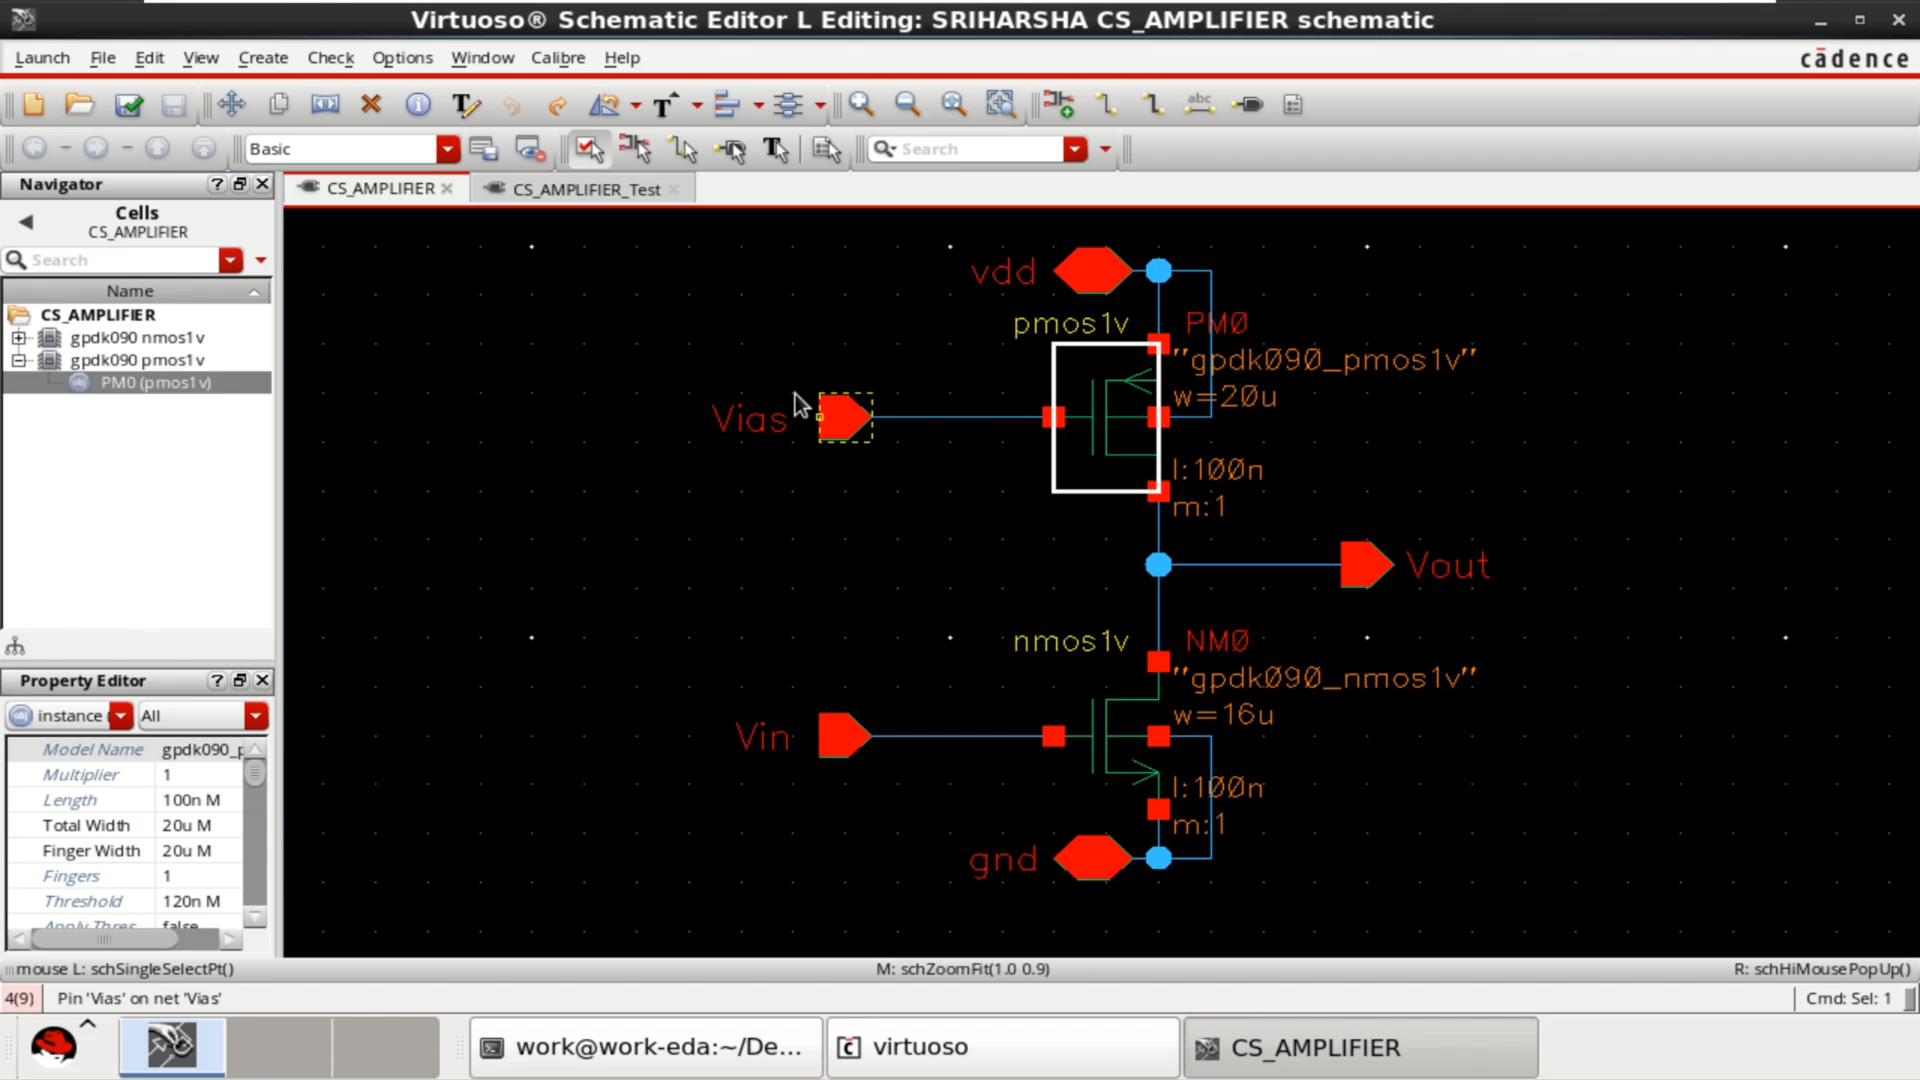 Virtuoso® Schematic Editor L Editing: SRIHARSHA CS_AMPLIFIER schematic
Launch File Edit View Create Check Options Window Calibre Help
cādence
abc
Basic
Search
Navigator
CS_AMPLIFIER
CS_AMPLIFIER_Test
Cells
CS_AMPLIFIER
Search
Name
CS_AMPLIFIER
gpdk090 nmos1v
gpdk090 pmos1v
PM0 (pmos1v)
vdd
pmos1v
PM0
"gpdk090_pmos1v"
w=20u
Vias
l:100n
m:1
Vout
nmos1v
NM0
"gpdk090_nmos1v"
w=16u
Vin
l:100n
m:1
gnd
Property Editor
instance
All
Model Name gpdk090_p
Multiplier 1
Length 100n M
Total Width 20u M
Finger Width 20u M
Fingers 1
Threshold 120n M
Apply Thres false
mouse L: schSingleSelectPt()
M: schZoomFit(1.0 0.9)
R: schHiMousePopUp()
4(9)
Pin 'Vias' on net 'Vias'
Cmd: Sel: 1
work@work-eda:~/De...
virtuoso
CS_AMPLIFIER